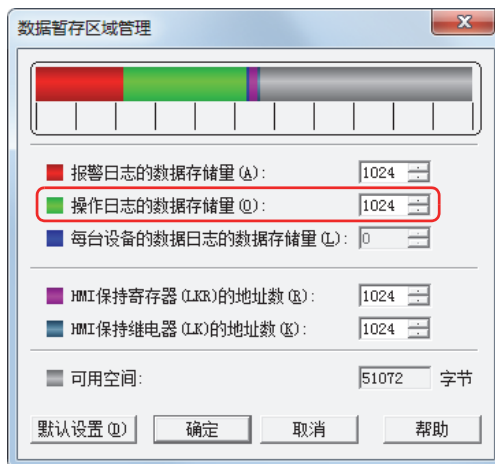 数据暂存区域管理
x
报警日志的数据存储量(A): 1024
操作日志的数据存储量(O): 1024
每台设备的数据日志的数据存储量(L): 0
HMI保持寄存器(LKR)的地址数(R): 1024
HMI保持继电器(LK)的地址数(K): 1024
可用空间: 51072 字节
默认设置(D) 确定 取消 帮助